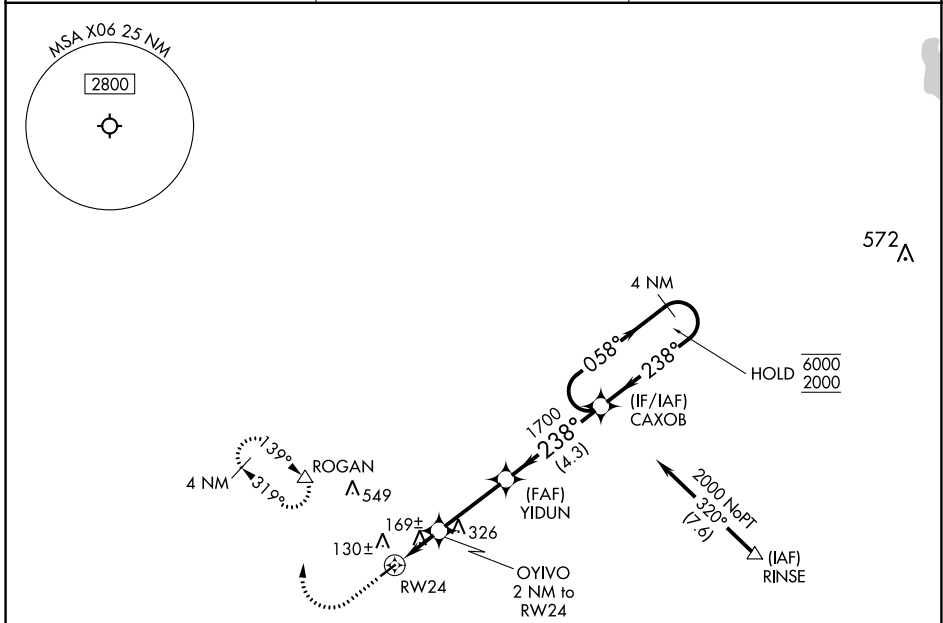 MSA X06 25 NM
2800
572
4 NM
058°
238°
HOLD 6000
2000
(IF/IAF)
CAXOB
1700
238°
(4.3)
139°
ROGAN
4 NM
319°
549
(FAF)
YIDUN
2000 NoPT
320°
(7.6)
169±
326
130±
(IAF)
RINSE
RW24
OYIVO
2 NM to
RW24